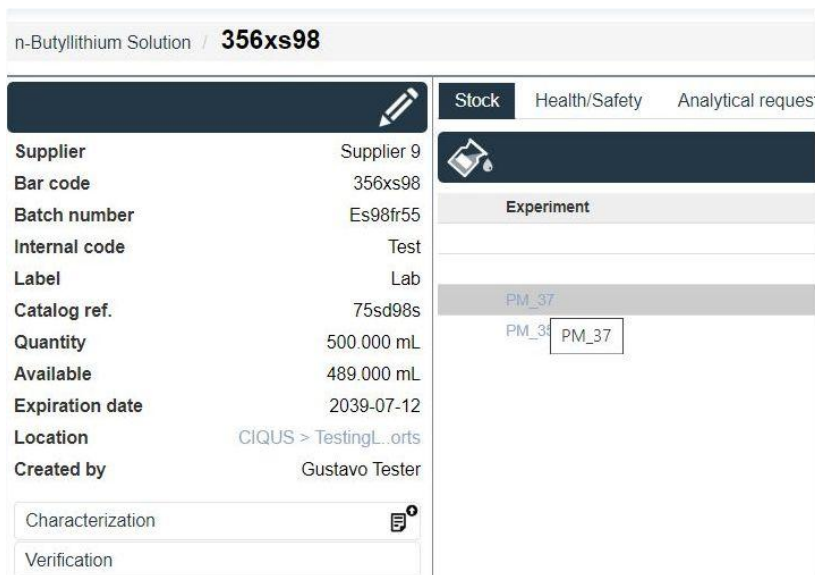 n-Butyllithium Solution / 356xs98
Stock Health/Safety Analytical reques
Supplier Supplier 9
Bar code 356xs98
Batch number Es98fr55
Internal code Test
Label Lab
Catalog ref. 75sd98s
Quantity 500.000 mL
Available 489.000 mL
Expiration date 2039-07-12
Location CIQUS > TestingL..orts
Created by Gustavo Tester
Characterization
Verification
Experiment
PM_37
PM_3
PM_37